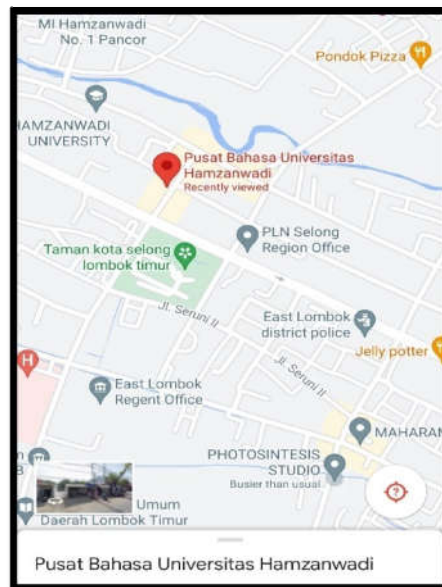 MI Hamzanwadi
No. 1 Pancor
Pondok Pizza
HAMZANWADI
UNIVERSITY
Pusat Bahasa Universitas
Hamzanwadi
Recently viewed
PLN Selong
Region Office
Taman kota selong
lombok timur
Jl. Seruni II
East Lombok
district police
Jelly potter
Jl. Seruni II
H
East Lombok
Regent Office
MAHARAN
PHOTOSINTESIS
STUDIO
Busier than usual
B
Umum
Daerah Lombok Timur
Pusat Bahasa Universitas Hamzanwadi